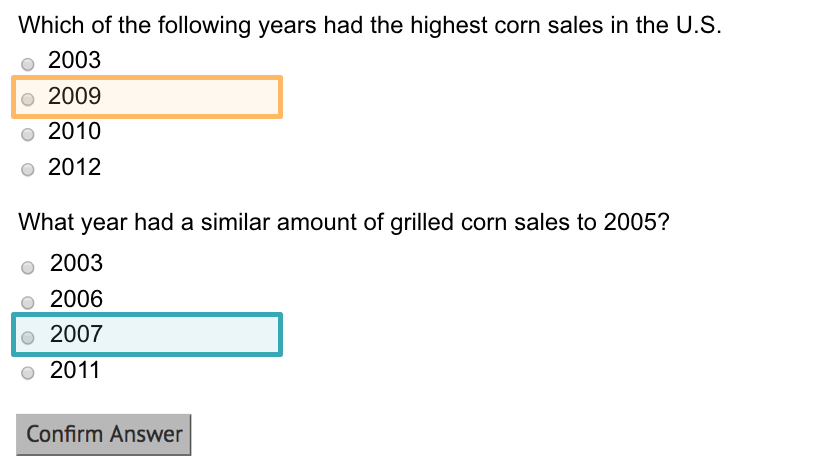 Which of the following years had the highest corn sales in the U.S.
2003
2009
2010
2012
What year had a similar amount of grilled corn sales to 2005?
2003
2006
2007
2011
Confirm Answer